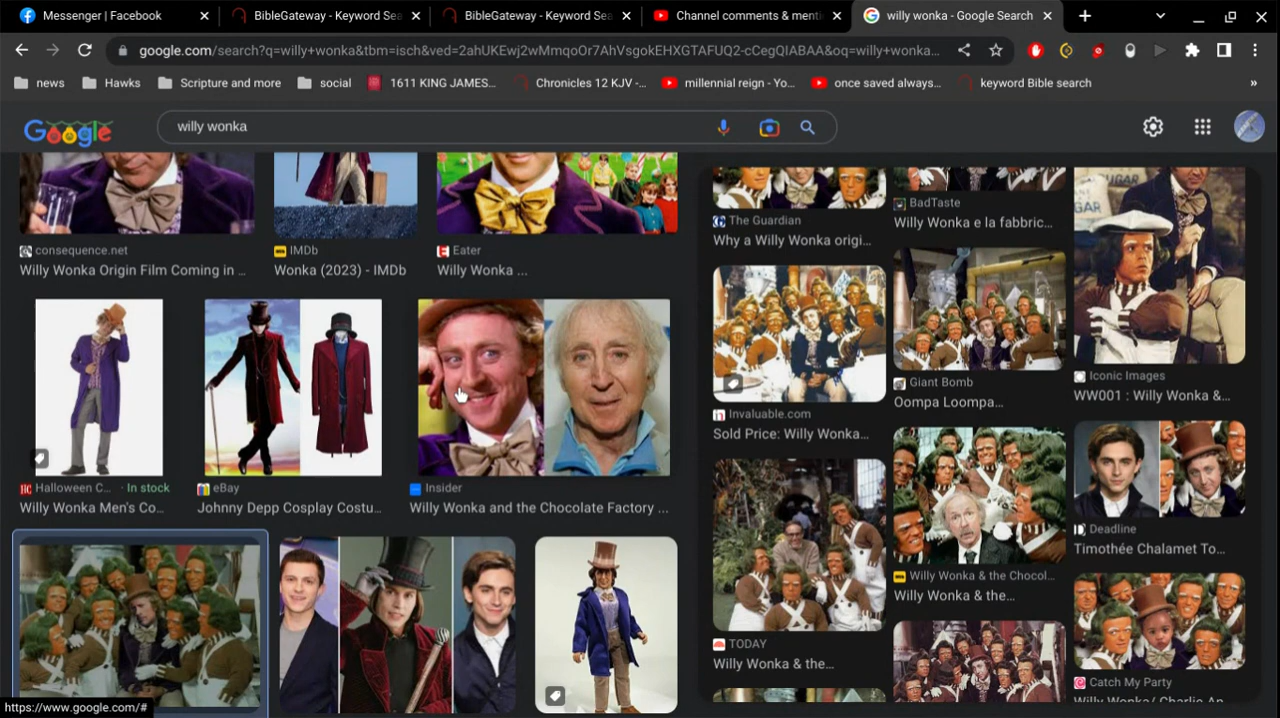 Messenger | Facebook
BibleGateway - Keyword Sea
BibleGateway - Keyword Sea
Channel comments & menti
willy wonka - Google Search
google.com/search?q=willy+wonka&tbm=isch&ved=2ahUKEwj2wMmqoOr7AhVsgokEHXGTAFUQ2-cCegQIABAA&oq=willy+wonka...
news
Hawks
Scripture and more
social
1611 KING JAMES...
Chronicles 12 KJV -...
millennial reign - Yo...
once saved always...
keyword Bible search
»
Google
willy wonka
consequence.net
Willy Wonka Origin Film Coming in ...
IMDb
Wonka (2023) - IMDb
Eater
Willy Wonka ...
Halloween C... · In stock
Willy Wonka Men's Co...
eBay
Johnny Depp Cosplay Costu...
Insider
Willy Wonka and the Chocolate Factory ...
The Guardian
Why a Willy Wonka origi...
Invaluable.com
Sold Price: Willy Wonka...
TODAY
Willy Wonka & the...
BadTaste
Willy Wonka e la fabbric...
Giant Bomb
Oompa Loompa...
Willy Wonka & the Chocol...
Willy Wonka & the...
SUGAR
GAR
Iconic Images
WW001 : Willy Wonka &...
Deadline
Timothée Chalamet To...
Catch My Party
Willy Wonka/ Charlie An
https://www.google.com/#